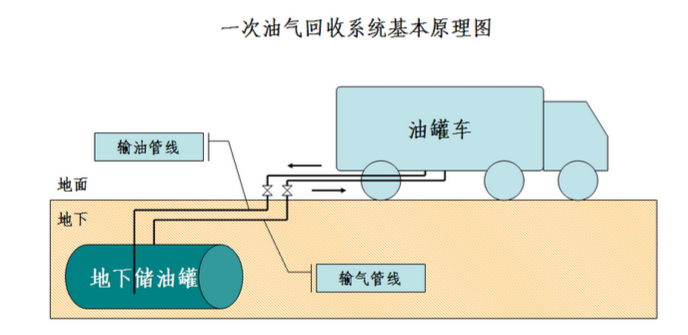 一次油气回收系统基本原理图
油罐车
输油管线
地面
地下
地下储油罐
输气管线